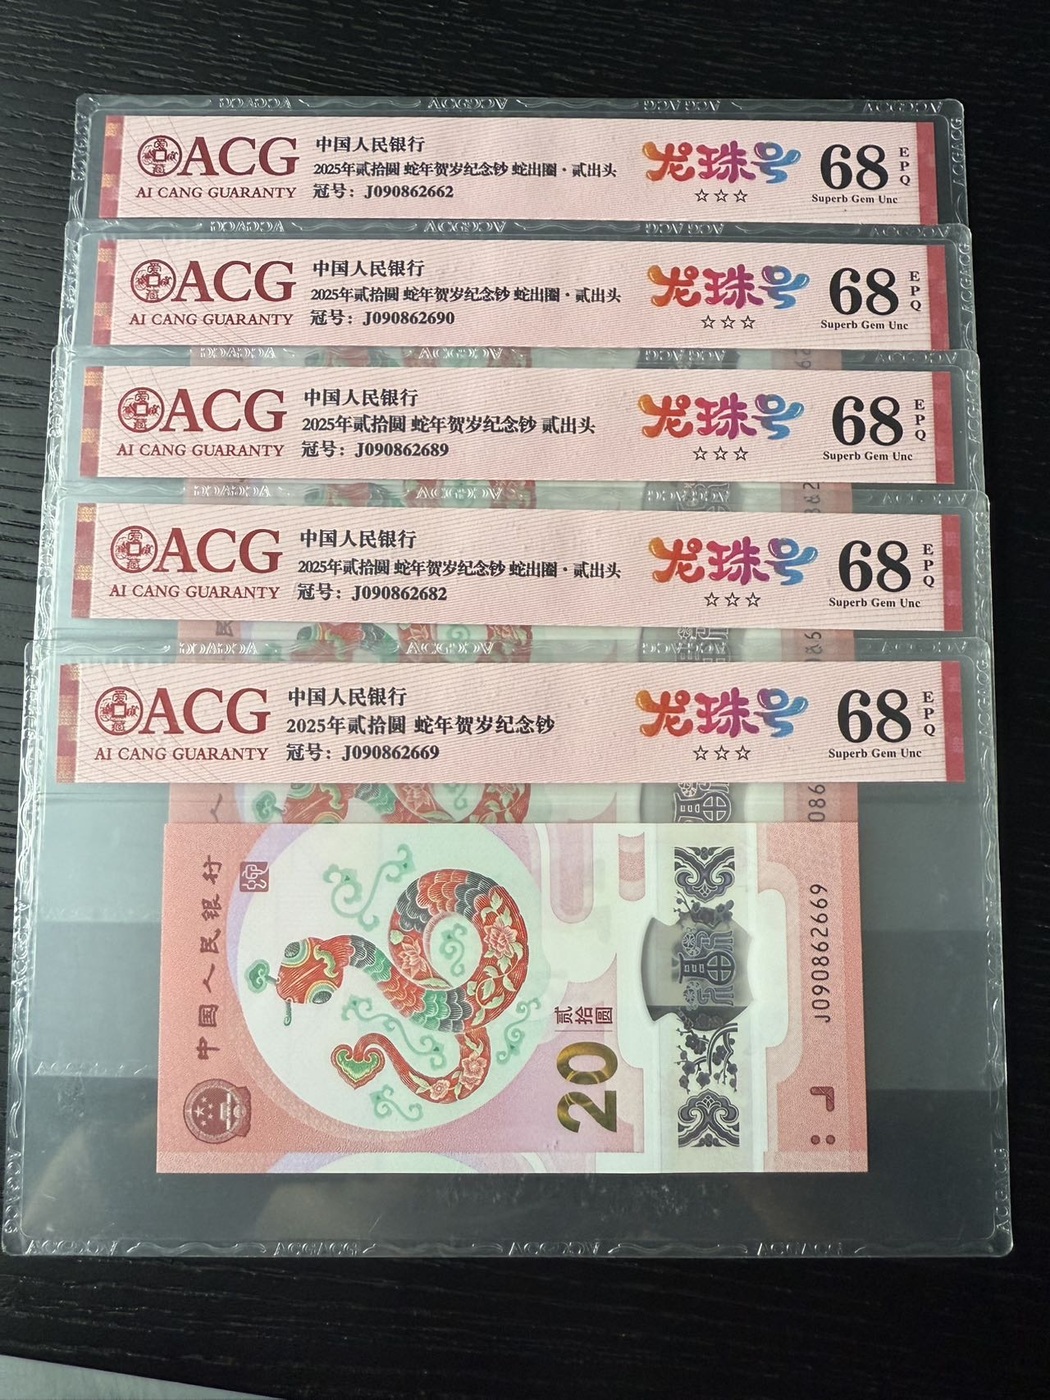 ACG
AI CANG GUARANTY
中国人民银行
2025年贰拾圆 蛇年贺岁纪念钞 蛇出圈·贰出头
冠号：J090862662
龙珠号
☆☆☆
68
EPQ
Superb Gem Unc
ACG
AI CANG GUARANTY
中国人民银行
2025年贰拾圆 蛇年贺岁纪念钞 蛇出圈·贰出头
冠号：J090862690
龙珠号
☆☆☆
68
EPQ
Superb Gem Unc
ACG
AI CANG GUARANTY
中国人民银行
2025年贰拾圆 蛇年贺岁纪念钞 贰出头
冠号：J090862689
龙珠号
☆☆☆
68
EPQ
Superb Gem Unc
ACG
AI CANG GUARANTY
中国人民银行
2025年贰拾圆 蛇年贺岁纪念钞 蛇出圈·贰出头
冠号：J090862682
龙珠号
☆☆☆
68
EPQ
Superb Gem Unc
ACG
AI CANG GUARANTY
中国人民银行
2025年贰拾圆 蛇年贺岁纪念钞
冠号：J090862669
龙珠号
☆☆☆
68
EPQ
Superb Gem Unc
中国人民银行
贰拾圆
20
J090862669